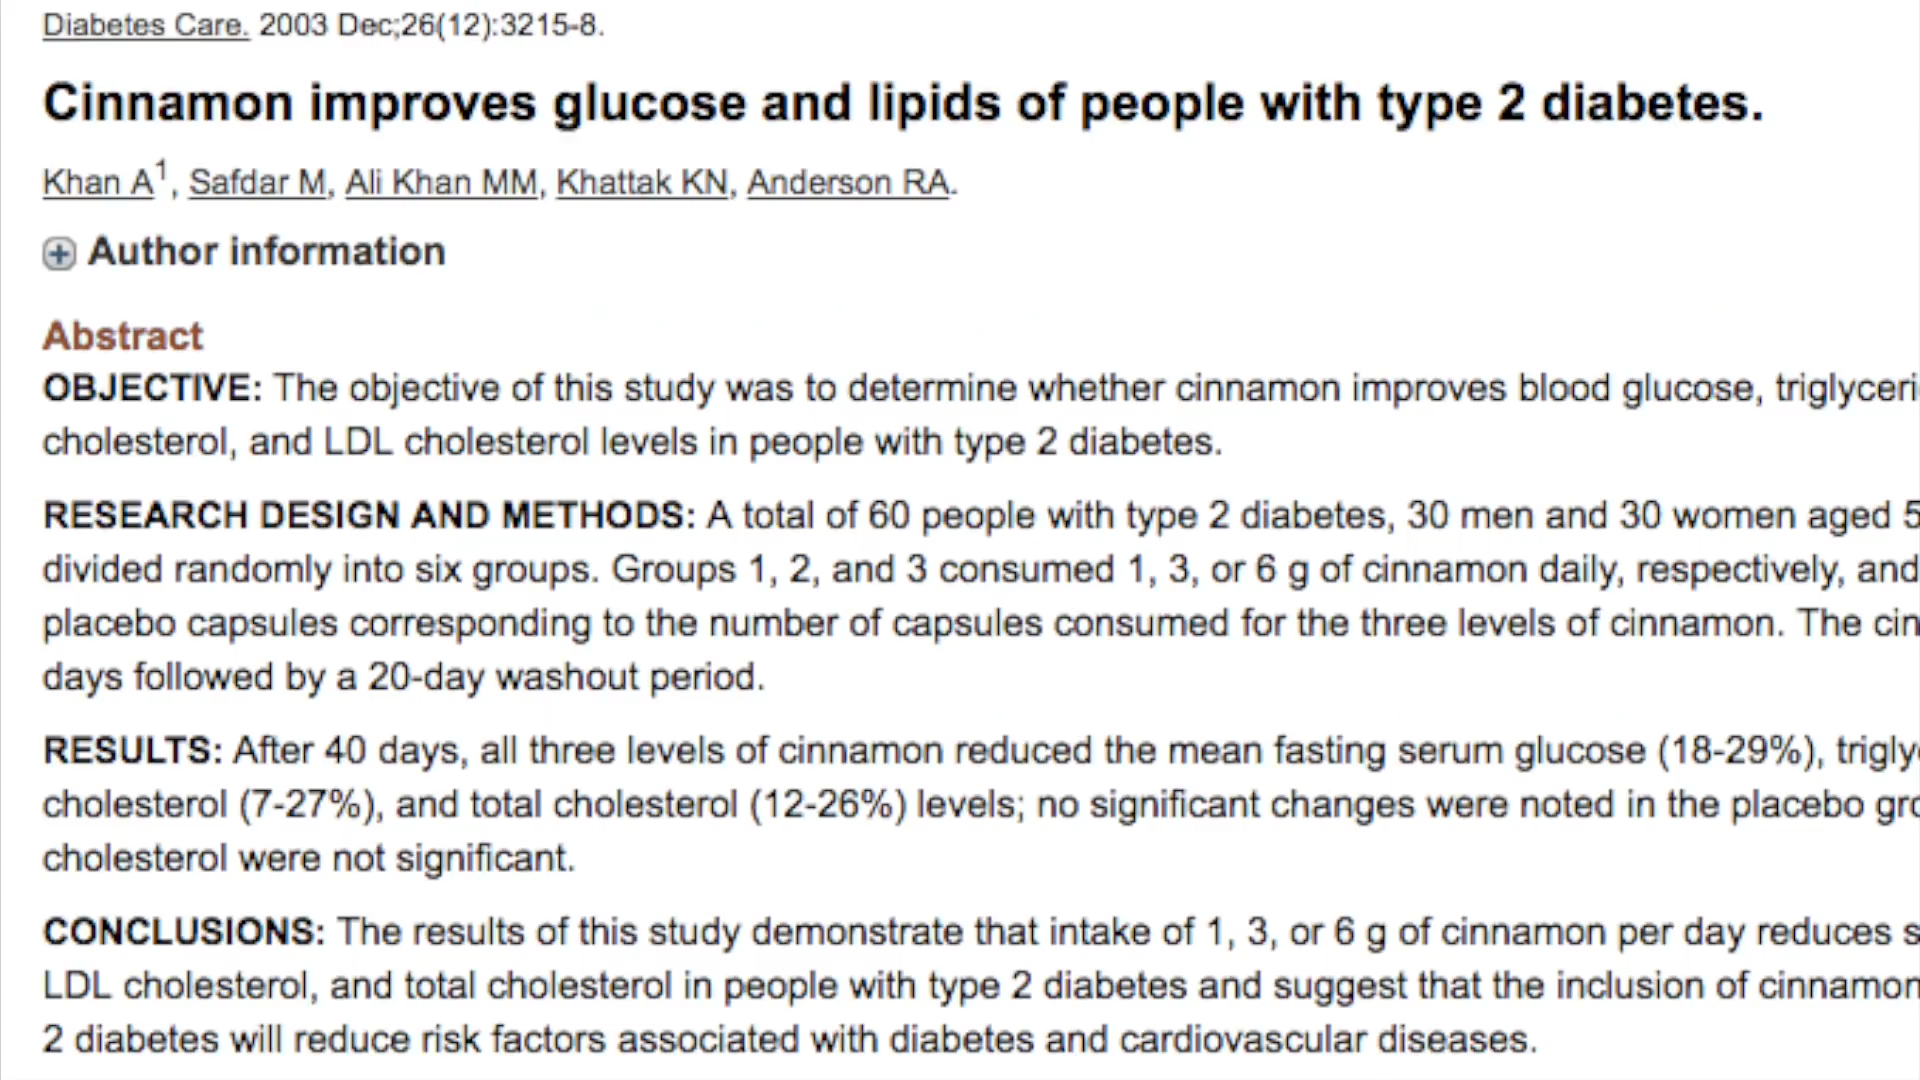 Diabetes Care. 2003 Dec;26(12):3215-8.
Cinnamon improves glucose and lipids of people with type 2 diabetes.
Khan A1, Safdar M, Ali Khan MM, Khattak KN, Anderson RA.
Author information
Abstract
OBJECTIVE: The objective of this study was to determine whether cinnamon improves blood glucose, triglyceri
cholesterol, and LDL cholesterol levels in people with type 2 diabetes.
RESEARCH DESIGN AND METHODS: A total of 60 people with type 2 diabetes, 30 men and 30 women aged 5
divided randomly into six groups. Groups 1, 2, and 3 consumed 1, 3, or 6 g of cinnamon daily, respectively, and
placebo capsules corresponding to the number of capsules consumed for the three levels of cinnamon. The cin
days followed by a 20-day washout period.
RESULTS: After 40 days, all three levels of cinnamon reduced the mean fasting serum glucose (18-29%), trigly
cholesterol (7-27%), and total cholesterol (12-26%) levels; no significant changes were noted in the placebo gro
cholesterol were not significant.
CONCLUSIONS: The results of this study demonstrate that intake of 1, 3, or 6 g of cinnamon per day reduces s
LDL cholesterol, and total cholesterol in people with type 2 diabetes and suggest that the inclusion of cinnamon
2 diabetes will reduce risk factors associated with diabetes and cardiovascular diseases.